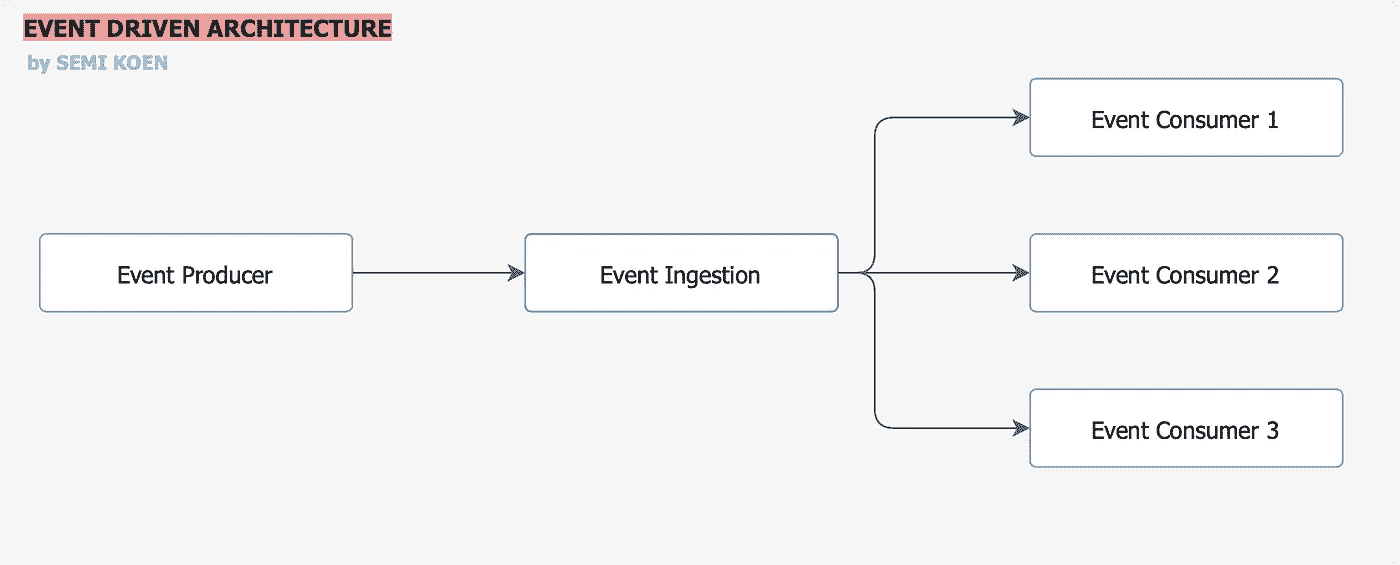 EVENT DRIVEN ARCHITECTURE
by SEMI KOEN
Event Producer
Event Ingestion
Event Consumer 1
Event Consumer 2
Event Consumer 3